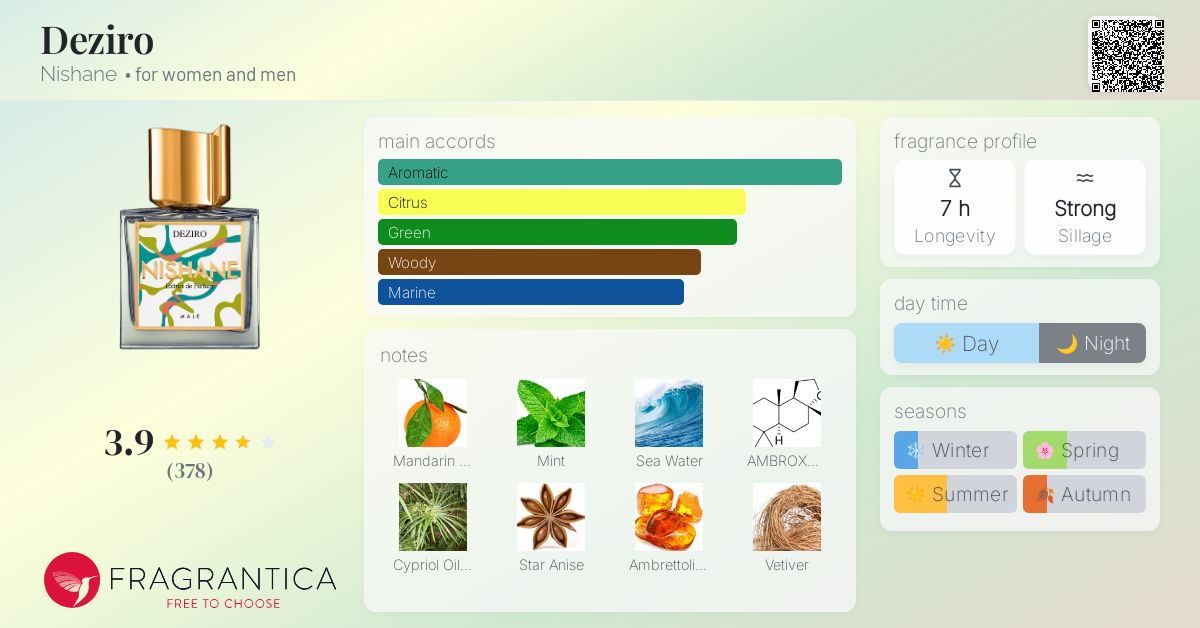 Deziro
Nishane • for women and men
DEZIRO
NISHANE
Extrait de Parfum
MALÉ
3.9
(378)
FRAGRANTICA
FREE TO CHOOSE
main accords
Aromatic
Citrus
Green
Woody
Marine
notes
Mandarin ...
Mint
Sea Water
AMBROX...
Cypriol Oil...
Star Anise
Ambrettoli...
Vetiver
H
fragrance profile
7 h
Longevity
Strong
Sillage
day time
Day
Night
seasons
Winter
Spring
Summer
Autumn